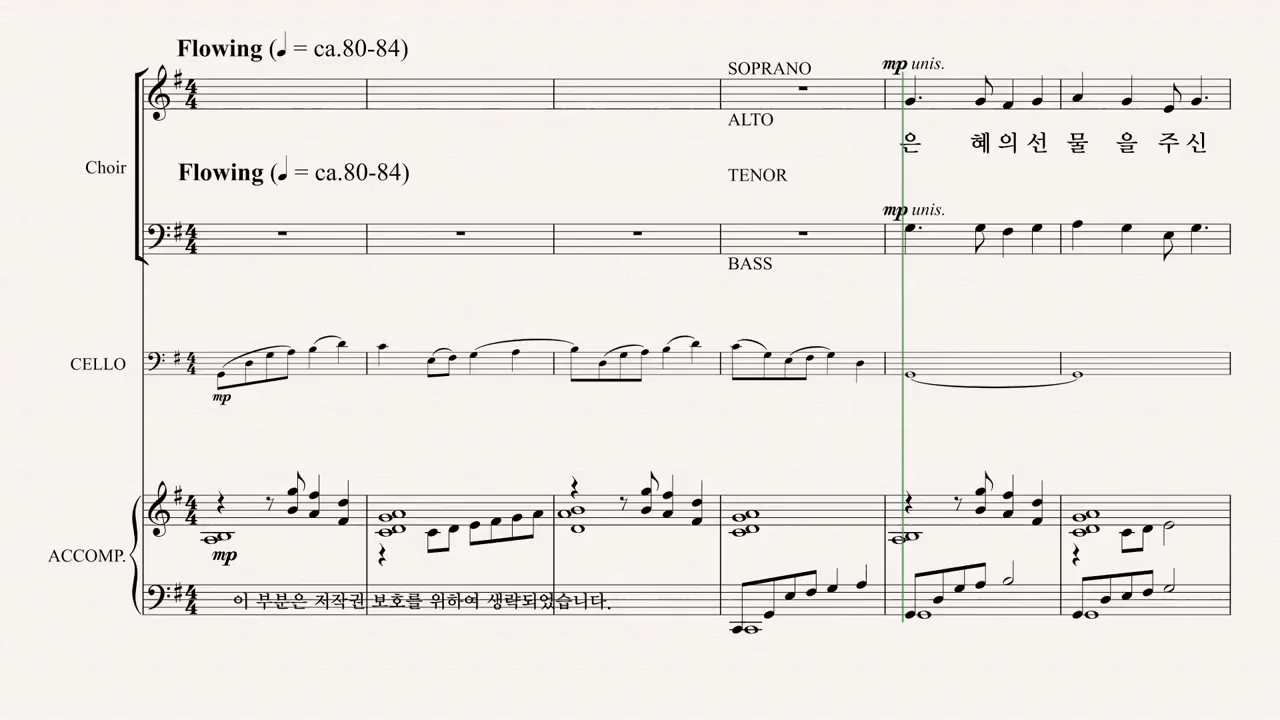 Flowing (♩ = ca.80-84)
SOPRANO
mp unis.
ALTO
은 혜의선 물 을 주신
Choir
Flowing (♩ = ca.80-84)
TENOR
mp unis.
BASS
CELLO
mp
ACCOMP.
mp
이 부분은 저작권 보호를 위하여 생략되었습니다.